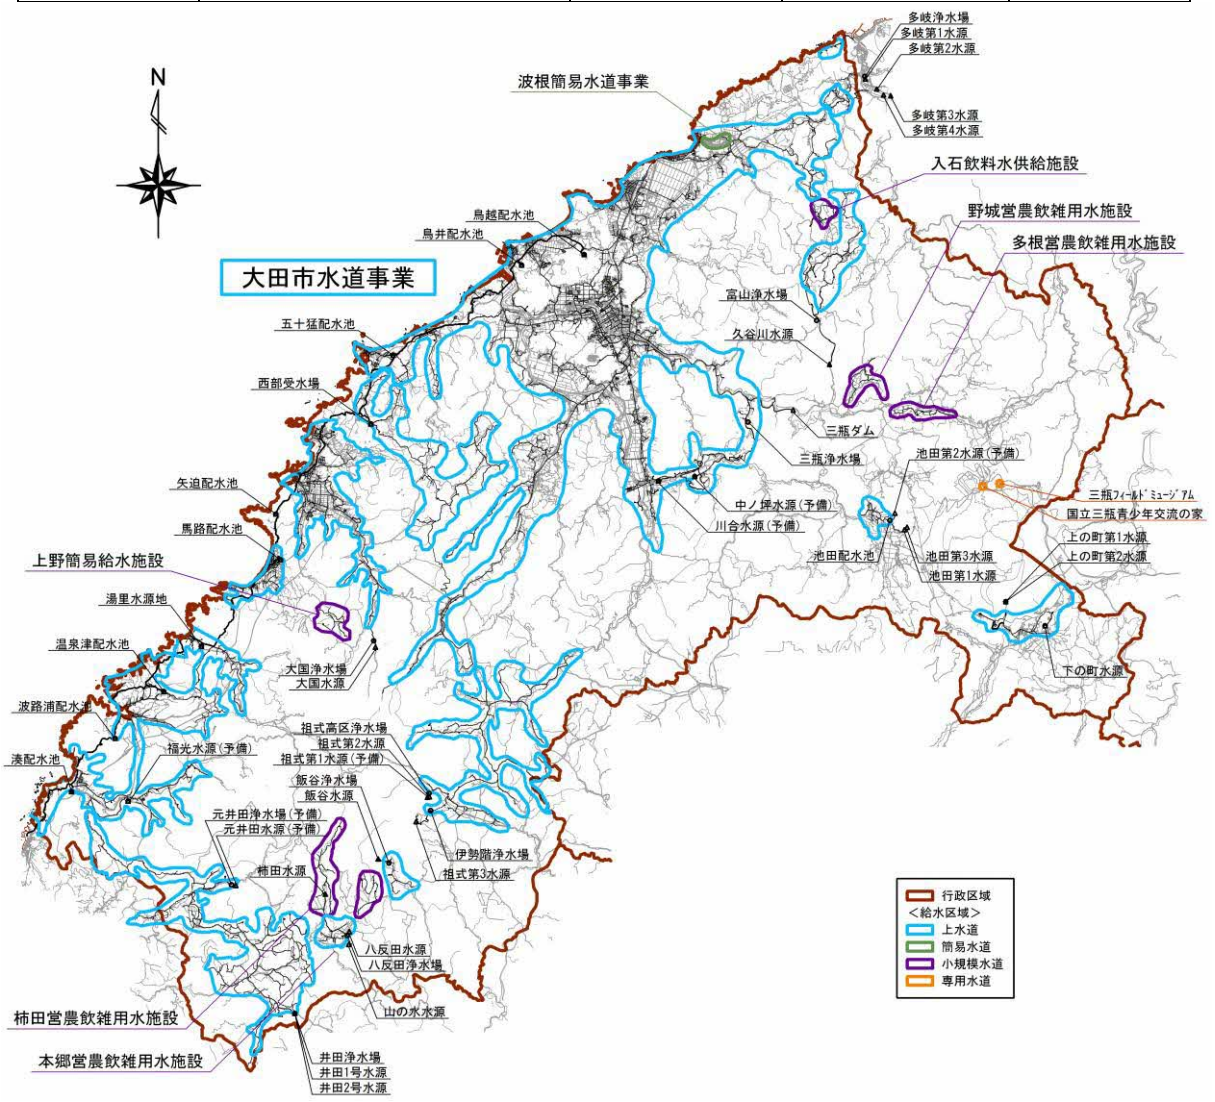 多岐浄水場
多岐第1水源
多岐第2水源
N
波根簡易水道事業
多岐第3水源
多岐第4水源
入石飲料水供給施設
野城営農飲雑用水施設
多根営農飲雑用水施設
鳥越配水池
鳥井配水池
大田市水道事業
富山浄水場
久谷川水源
五十猛配水池
西部受水場
三瓶ダム
三瓶浄水場
池田第2水源(予備)
矢迫配水池
中ノ坪水源(予備)
川合水源(予備)
三瓶フィールドミュージアム
国立三瓶青少年交流の家
馬路配水池
上の町第1水源
上の町第2水源
池田配水池
池田第3水源
池田第1水源
上野簡易給水施設
湯里水源地
温泉津配水池
大国浄水場
大国水源
下の町水源
波路浦配水池
福光水源(予備)
湊配水池
祖式高区浄水場
祖式第2水源
祖式第1水源(予備)
飯谷浄水場
飯谷水源
元井田浄水場(予備)
元井田水源(予備)
伊勢階浄水場
祖式第3水源
柿田水源
八反田水源
八反田浄水場
山の水水源
柿田営農飲雑用水施設
本郷営農飲雑用水施設
井田浄水場
井田1号水源
井田2号水源
行政区域
<給水区域>
上水道
簡易水道
小規模水道
専用水道